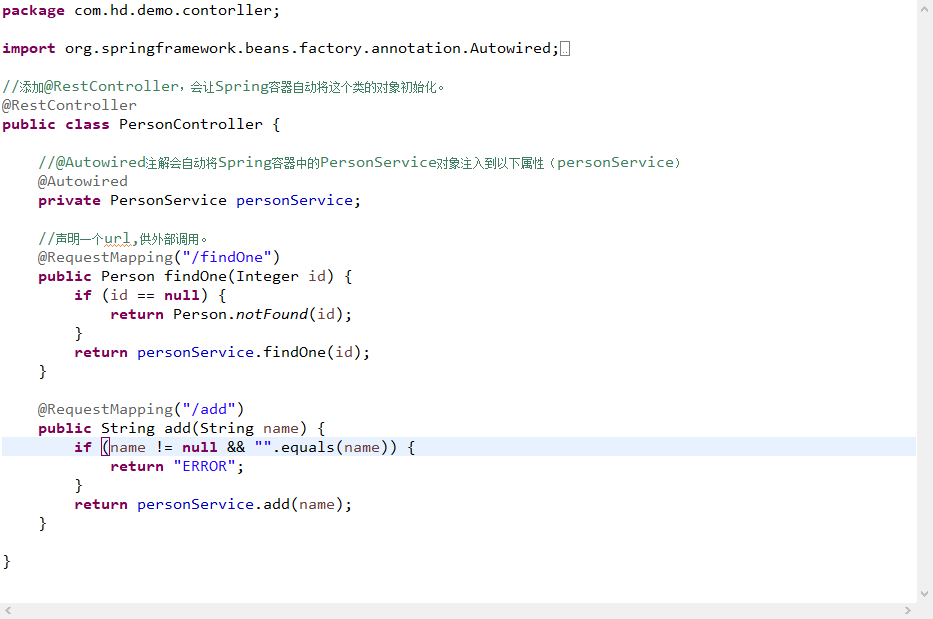 package com.hd.demo.contorller;
import org.springframework.beans.factory.annotation.Autowired;
//添加@RestController，会让Spring容器自动将这个类的对象初始化。
@RestController
public class PersonController {
//@Autowired注解会自动将Spring容器中的PersonService对象注入到以下属性（personService）
@Autowired
private PersonService personService;
//声明一个url,供外部调用。
@RequestMapping("/findOne")
public Person findOne(Integer id) {
if (id == null) {
return Person.notFound(id);
}
return personService.findOne(id);
}
@RequestMapping("/add")
public String add(String name) {
if (name != null && "".equals(name)) {
return "ERROR";
}
return personService.add(name);
}
}